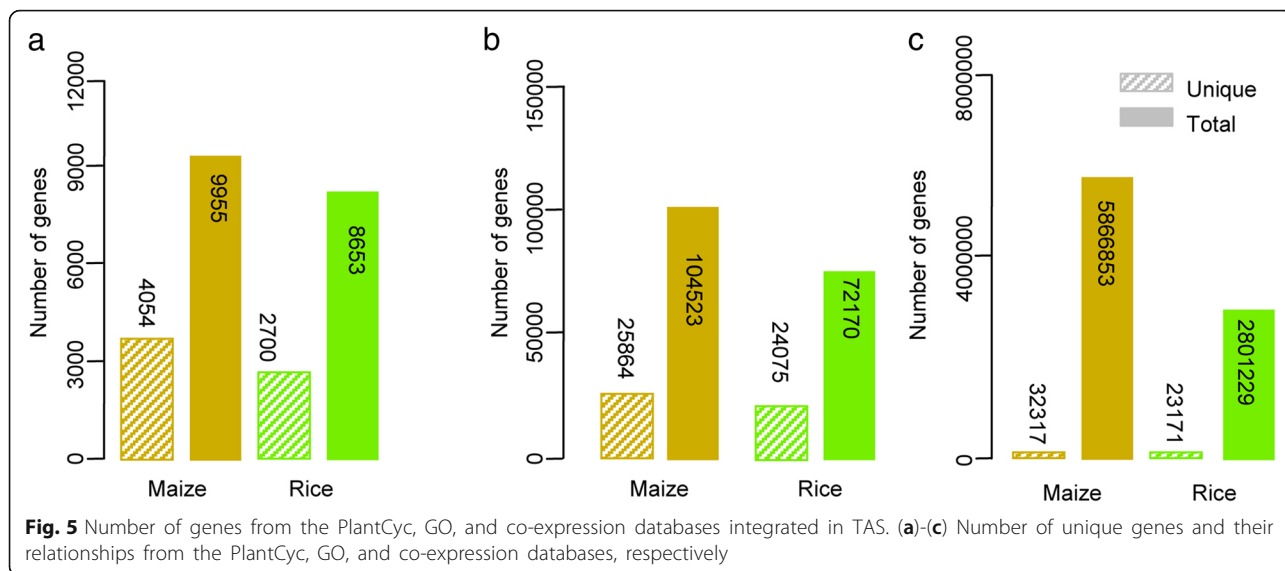 a
Number of genes
12000
9000
6000
3000
0
4054
9955
2700
8653
Maize
Rice
b
Number of genes
150000
100000
50000
0
25864
104523
24075
72170
Maize
Rice
c
Number of genes
8000000
4000000
0
32317
5866853
23171
2801229
Maize
Rice
Unique
Total
Fig. 5 Number of genes from the PlantCyc, GO, and co-expression databases integrated in TAS. (a)-(c) Number of unique genes and their
relationships from the PlantCyc, GO, and co-expression databases, respectively